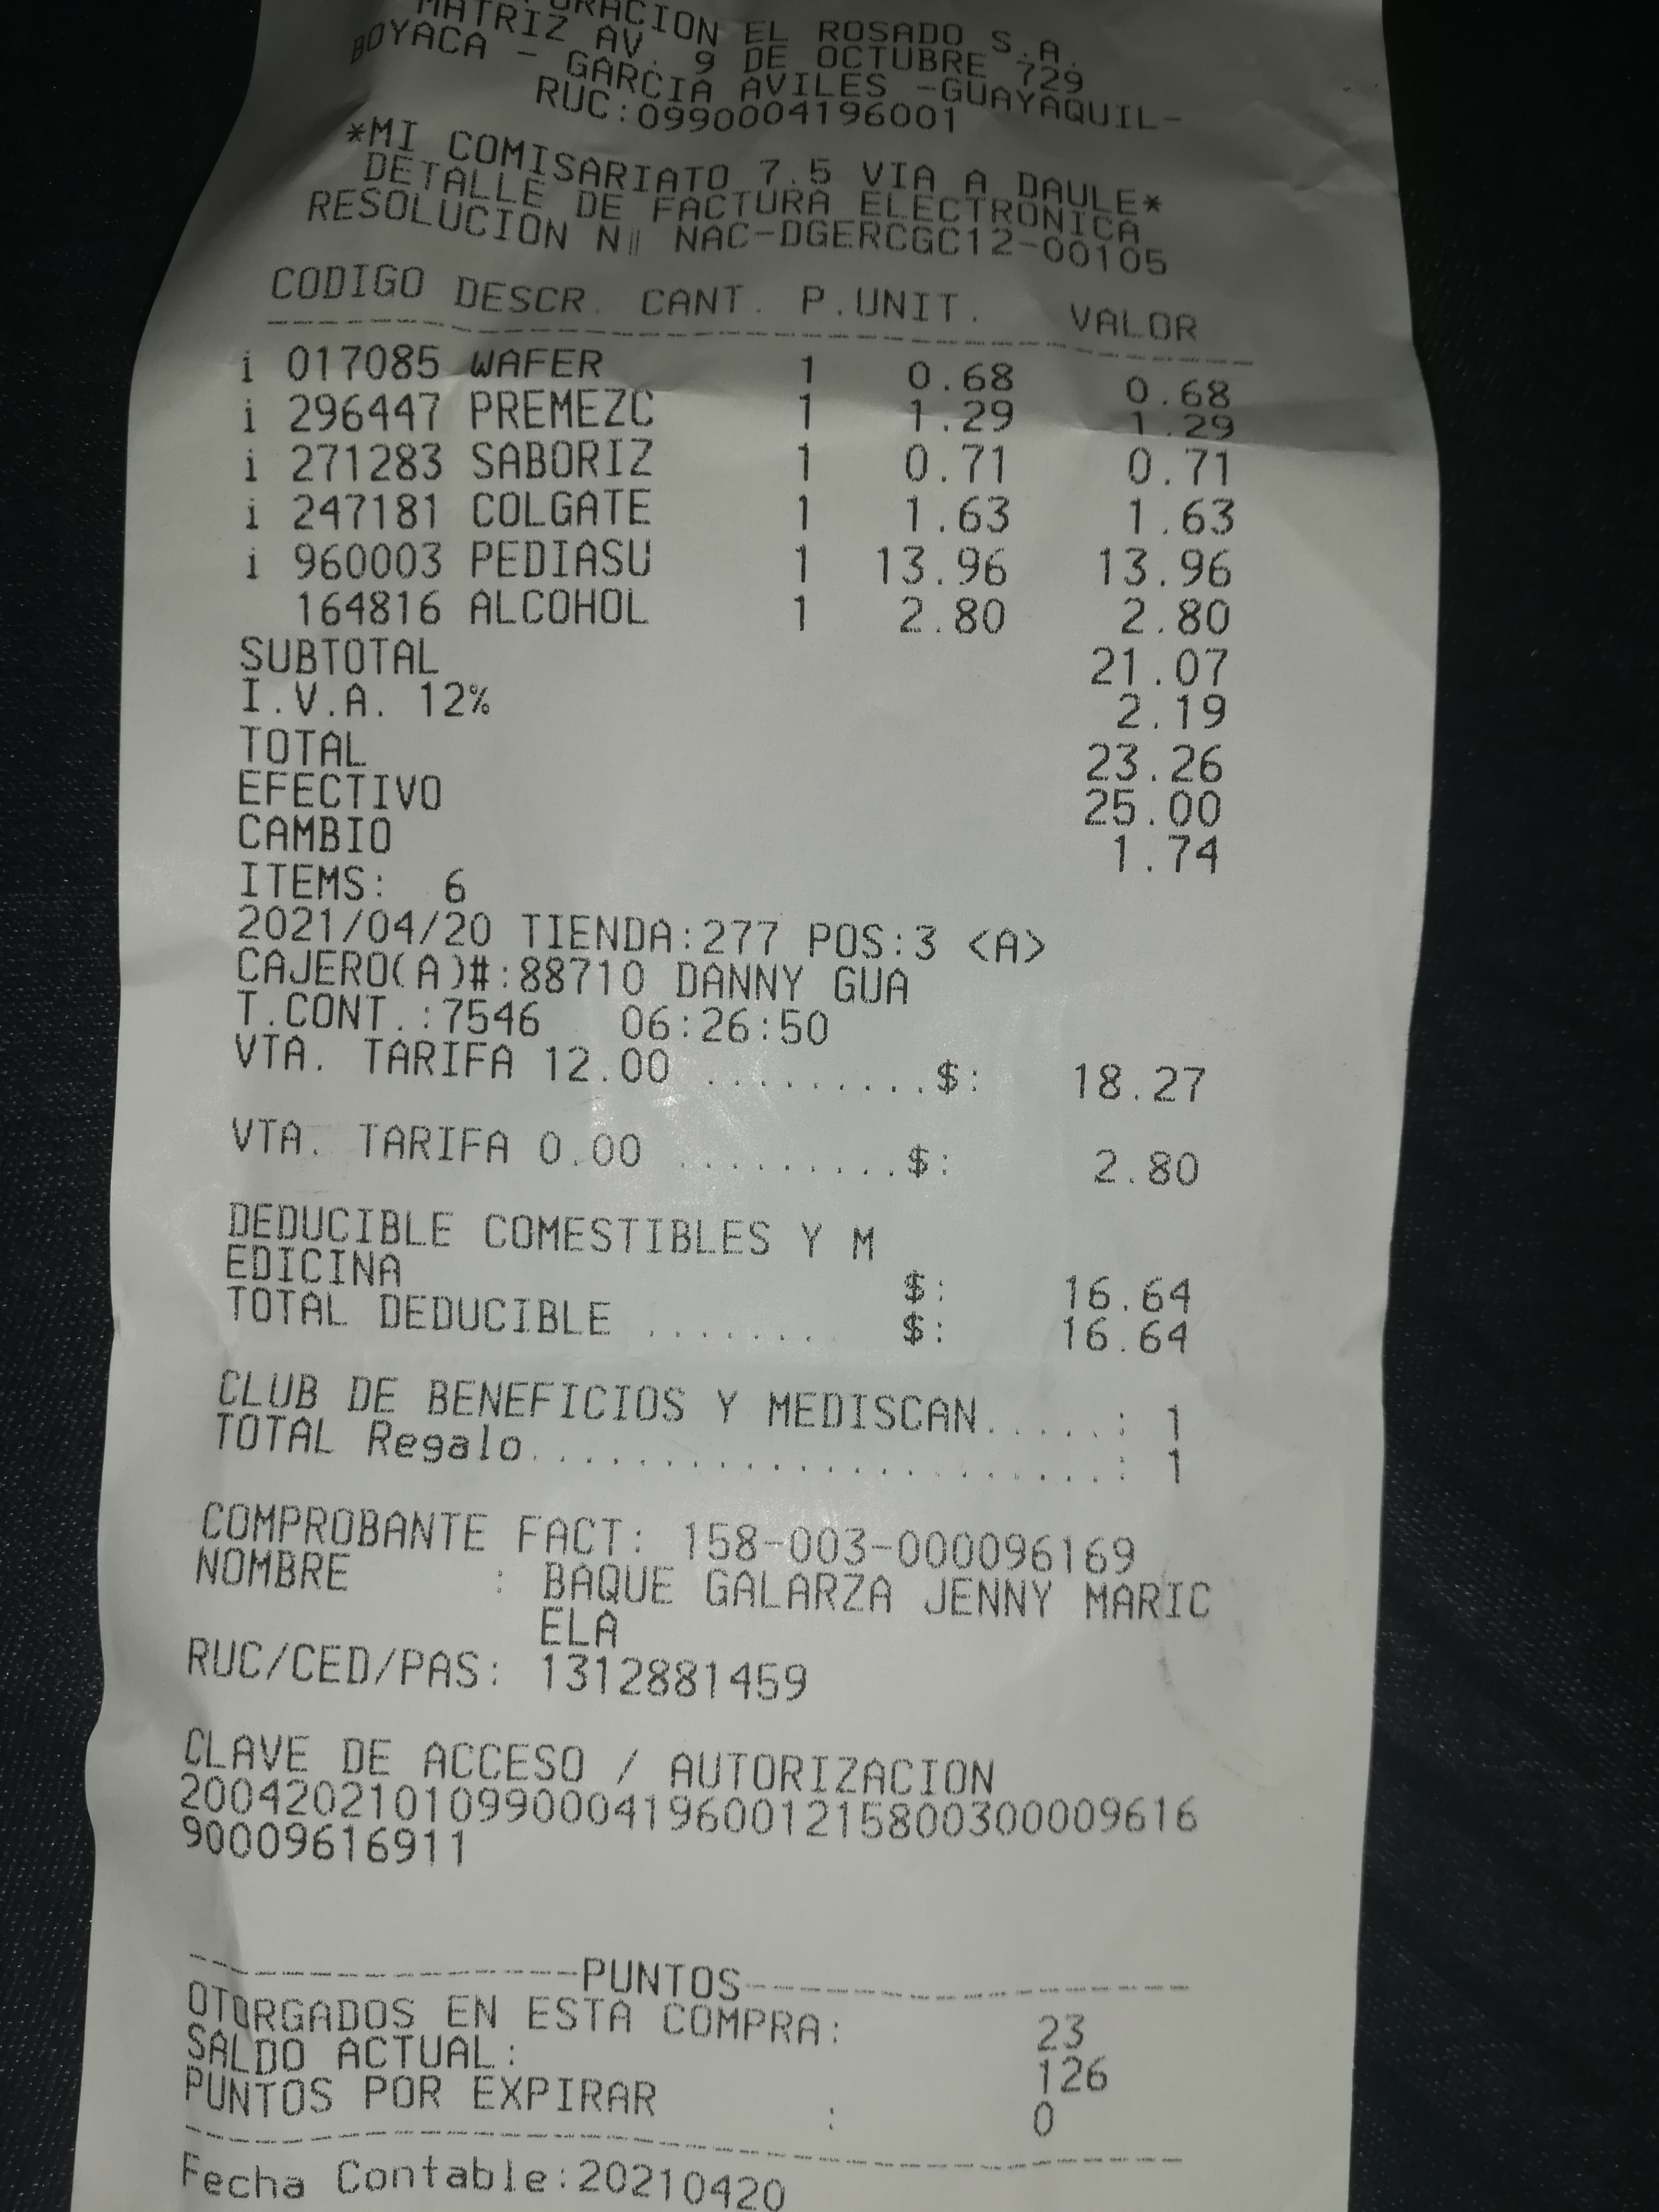 EL ROSADO S.A.
MATRIZ AV. 9 DE OCTUBRE 729
BOYACA - GARCIA AVILES -GUAYAQUIL-
RUC:0990004196001
*MI COMISARIATO 7.5 VIA A DAULE*
DETALLE DE FACTURA ELECTRONICA
RESOLUCION N‖ NAC-DGERCGC12-00105
CODIGO DESCR. CANT. P.UNIT. VALOR
i 017085 WAFER 1 0.68 0.68
i 296447 PREMEZC 1 1.29 1.29
i 271283 SABORIZ 1 0.71 0.71
i 247181 COLGATE 1 1.63 1.63
i 960003 PEDIASU 1 13.96 13.96
164816 ALCOHOL 1 2.80 2.80
SUBTOTAL 21.07
I.V.A. 12% 2.19
TOTAL 23.26
EFECTIVO 25.00
CAMBIO 1.74
ITEMS: 6
2021/04/20 TIENDA:277 POS:3 <A>
CAJERO(A)#:88710 DANNY GUA
T.CONT.:7546 06:26:50
VTA. TARIFA 12.00 .........$: 18.27
VTA. TARIFA 0.00 .........$: 2.80
DEDUCIBLE COMESTIBLES Y M
EDICINA $: 16.64
TOTAL DEDUCIBLE ....... $: 16.64
CLUB DE BENEFICIOS Y MEDISCAN.....: 1
TOTAL Regalo......................: 1
COMPROBANTE FACT: 158-003-000096169
NOMBRE : BAQUE GALARZA JENNY MARIC
ELA
RUC/CED/PAS: 1312881459
CLAVE DE ACCESO / AUTORIZACION
200420210109900041960012158003000009616
90009616911
------------------PUNTOS--------------------
OTORGADOS EN ESTA COMPRA: 23
SALDO ACTUAL: 126
PUNTOS POR EXPIRAR : 0
Fecha Contable:20210420